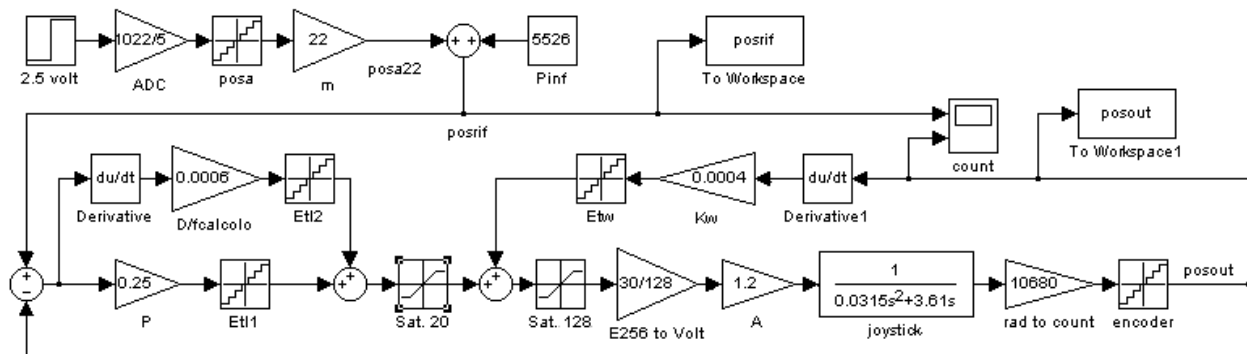 1022/5
22
5526
posrif
2.5 volt
ADC
posa
m
posa22
Pinf
To Workspace
posrif
count
posout
To Workspace1
du/dt
0.0006
Derivative
D/fcalcolo
Etl2
Etw
0.0004
Kw
du/dt
Derivative1
+ +
+
−
0.25
P
Etl1
+
+
Sat. 20
+
+
Sat. 128
30/128
E256 to Volt
1.2
A
1
0.0315s²+3.61s
joystick
10680
rad to count
encoder
posout